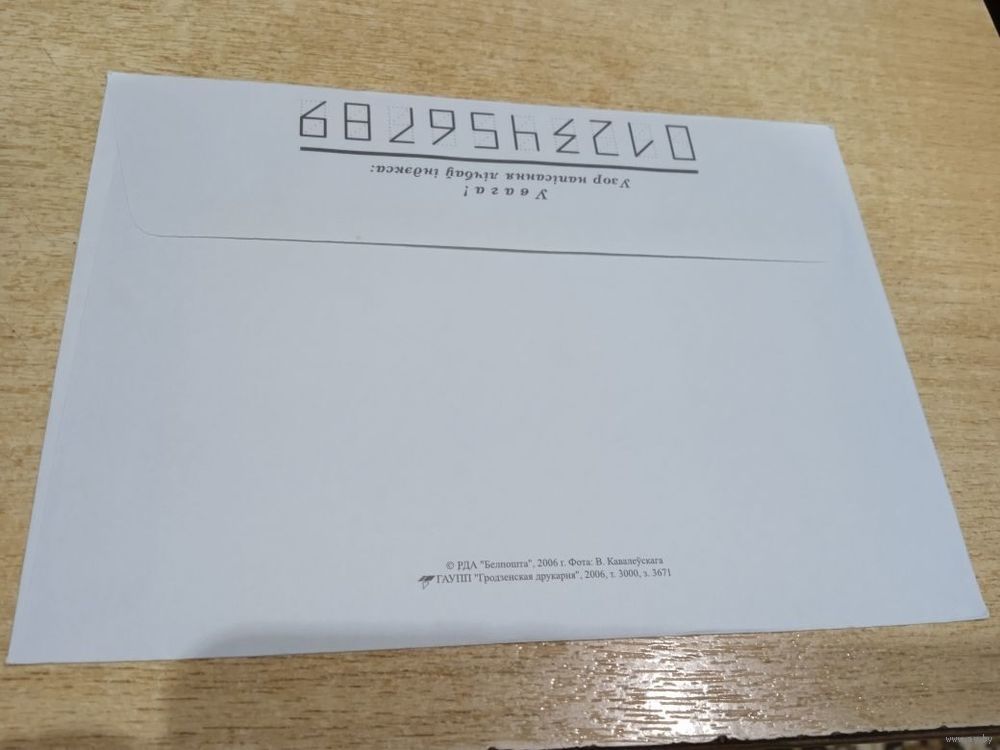 Увага!
Узор напісання лічбаў індэкса:
0123456789
© РДА "Белпошта", 2006 г. Фота: В. Кавалеўскага
ГАУПП "Гродзенская друкарня", 2006, т. 3000, з. 3671